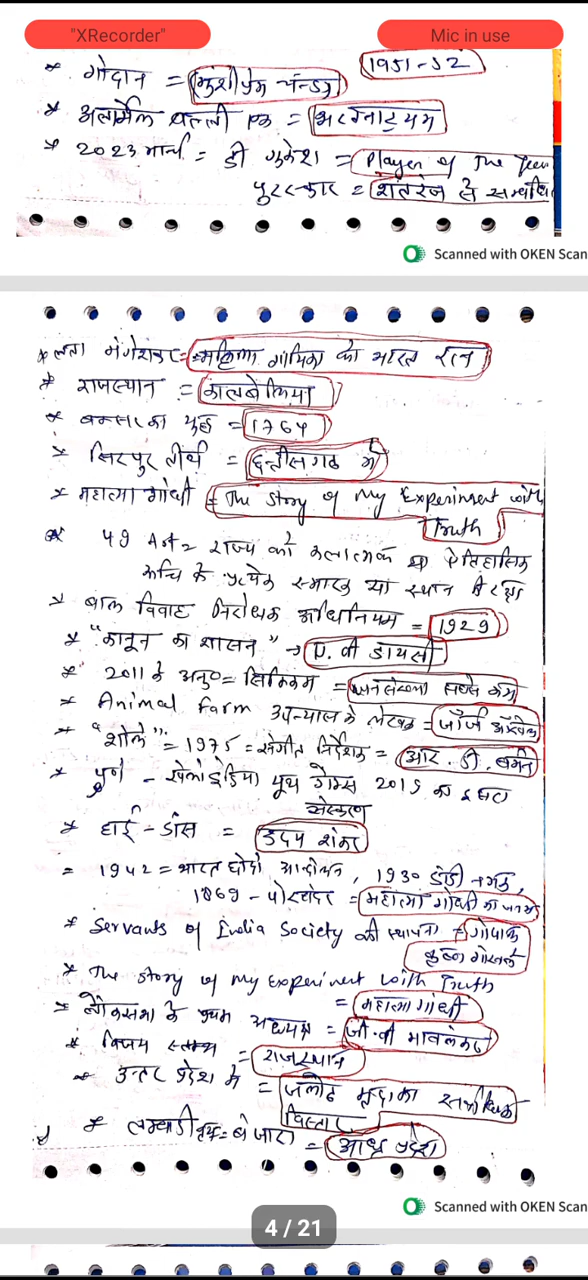 "XRecorder"
Mic in use
1951-52
* गोदान = मुंशी प्रेम चन्द्र
* अलार्मेल वल्ली = भरतनाट्यम
* 2023 मार्च = डी गुकेश = Player of The Year
पुरस्कार = शतरंज से सम्बंधित
Scanned with OKEN Scan
* लता मंगेशकर = महिला गायिका को भारत रत्न
* राजस्थान = कालबेलिया
* बक्सर का युद्ध = 1764
* सिरपुर तीर्थ = छत्तीसगढ़ में
* महात्मा गांधी = The Story of My Experiment with
Truth
49 Art = राज्य को कलात्मक या ऐतिहासिक
रूचि के प्रत्येक स्मारक या स्थान
* बाल विवाह निरोधक अधिनियम = 1929
* "कानून का शासन" → ए. वी डायसी
* 2011 के अनु० = सिक्किम = जनसंख्या सबसे कम
* Animal Farm उपन्यास के लेखक = जॉर्ज ऑरवेल
* "शोले" = 1975 = संगीत निर्देशक = आर. डी. बर्मन
* पुणे - खेलो इंडिया यूथ गेम्स 2019 का दूसरा
संस्करण
* हाई-डांस = उदय शंकर
= 1942 = भारत छोड़ो आन्दोलन, 1930 डांडी मार्च,
1869 - पोरबंदर = महात्मा गांधी का जन्म
* Servants of India Society की स्थापना = गोपाल
कृष्ण गोखले
* The Story of My Experiment with Truth
= महात्मा गांधी
* लोकसभा के प्रथम अध्यक्ष = जी. वी मावलंकर
* विजय स्तम्भ = राजस्थान
* उत्तर प्रदेश में = जलोढ़ मृदा का सर्वाधिक
विस्तार
* लम्बाडी नृत्य = बंजारा = आंध्र प्रदेश
Scanned with OKEN Scan
4 / 21